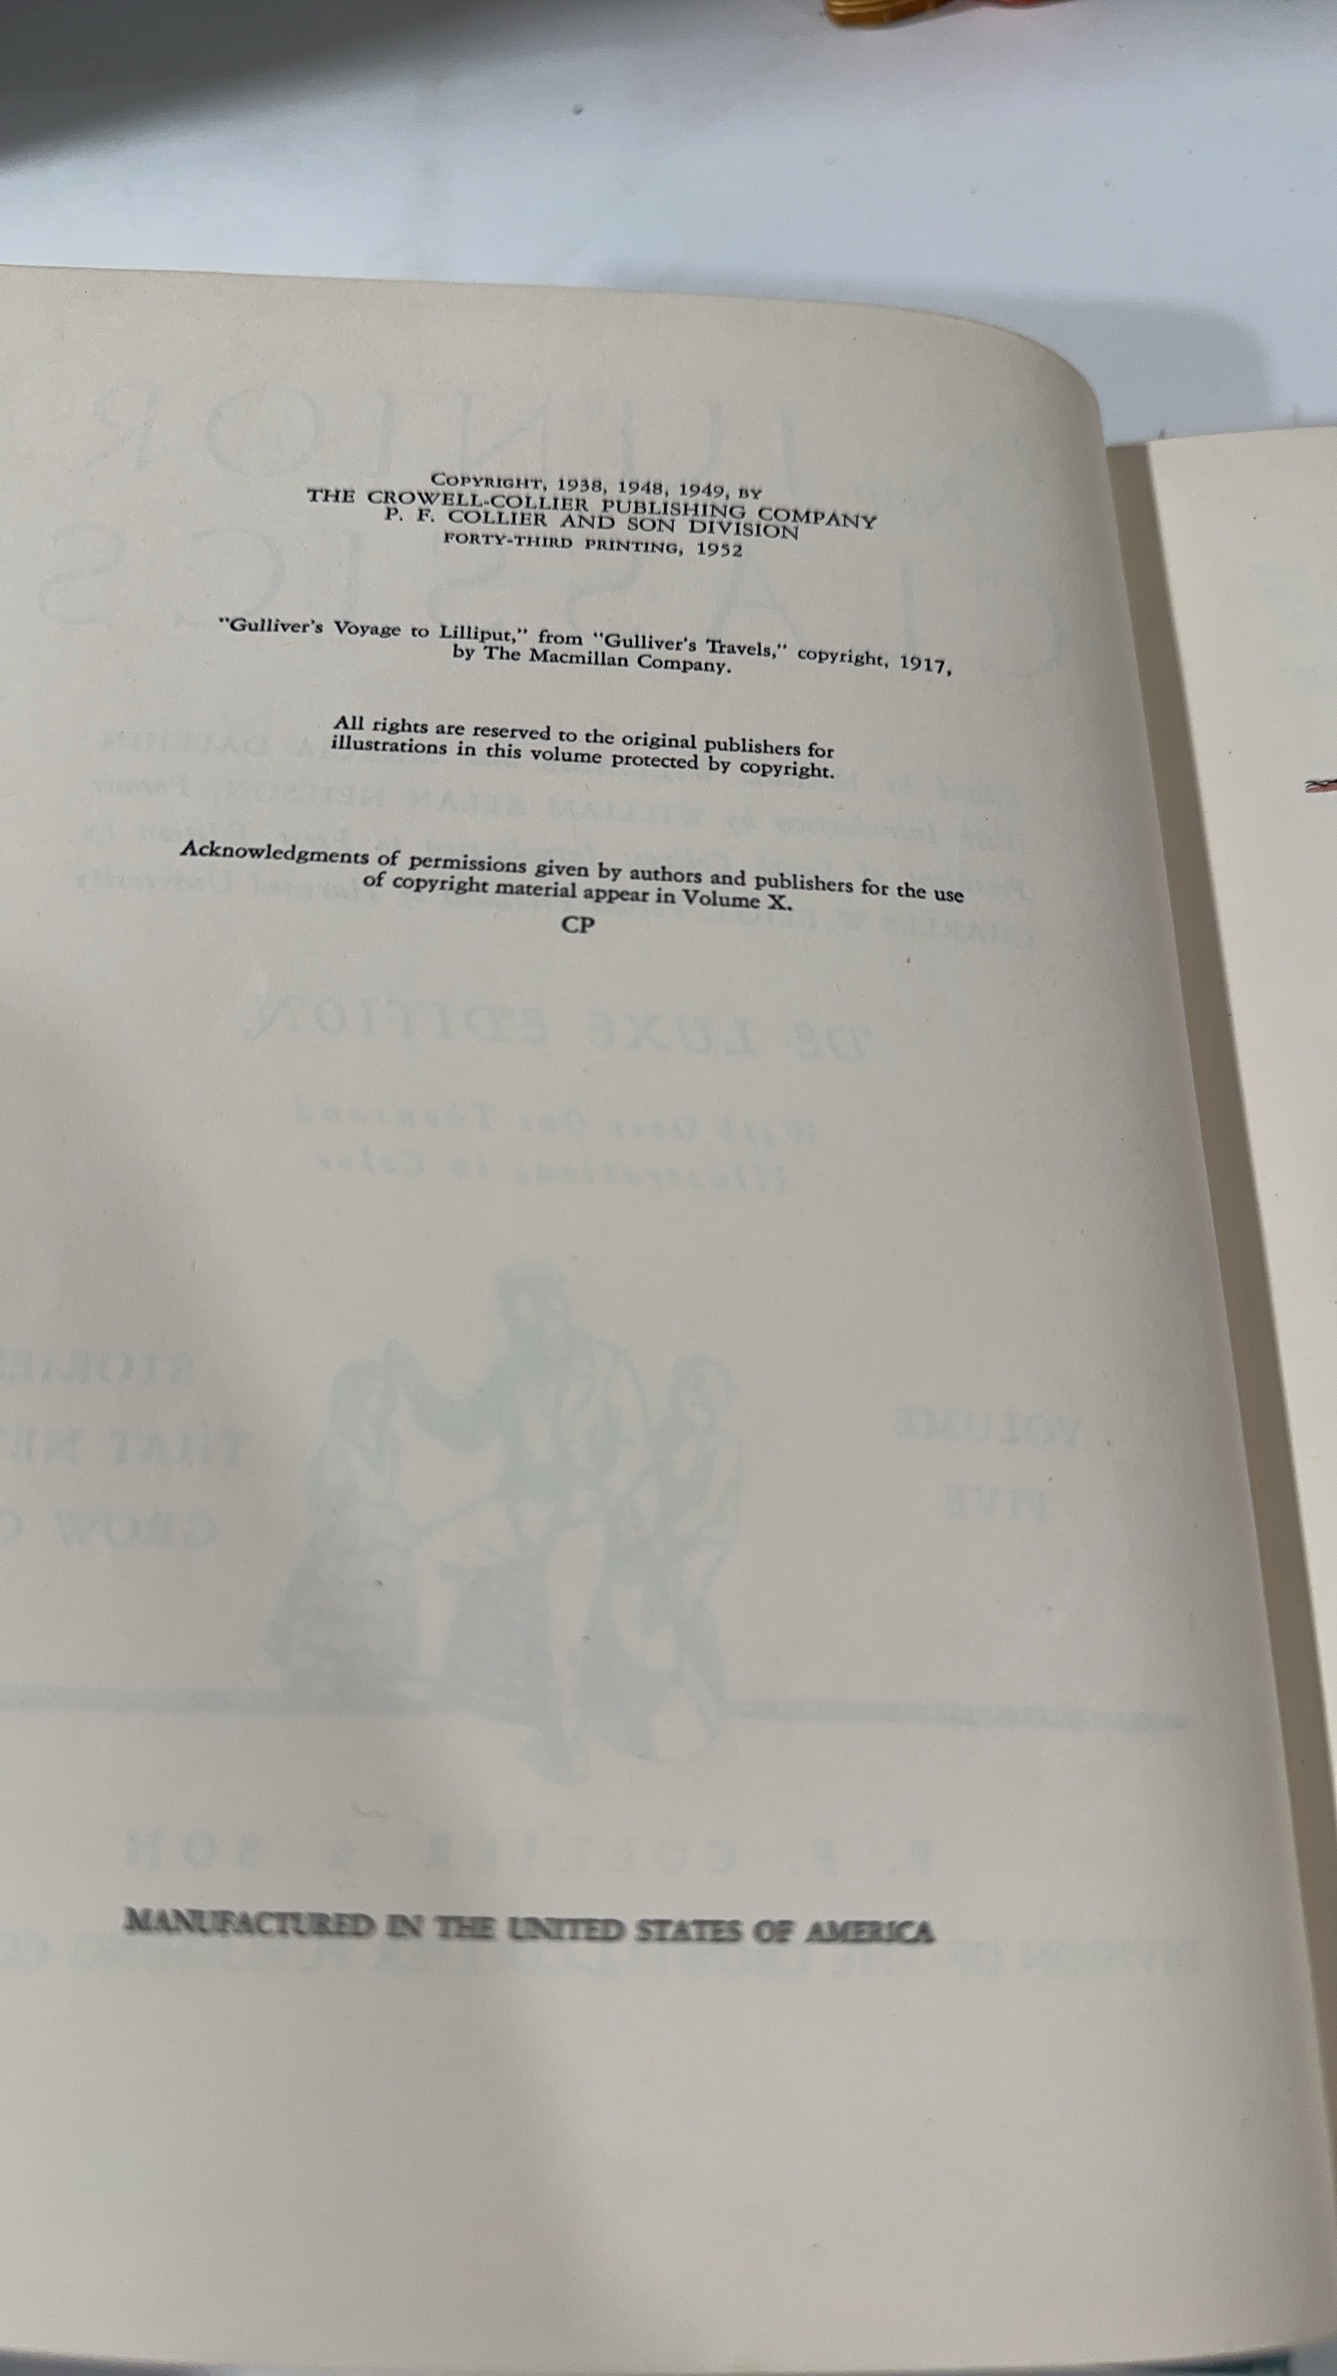 COPYRIGHT, 1938, 1948, 1949, BY
THE CROWELL-COLLIER PUBLISHING COMPANY
P. F. COLLIER AND SON DIVISION
FORTY-THIRD PRINTING, 1952
"Gulliver's Voyage to Lilliput," from "Gulliver's Travels," copyright, 1917,
by The Macmillan Company.
All rights are reserved to the original publishers for
illustrations in this volume protected by copyright.
Acknowledgments of permissions given by authors and publishers for the use
of copyright material appear in Volume X.
CP
MANUFACTURED IN THE UNITED STATES OF AMERICA